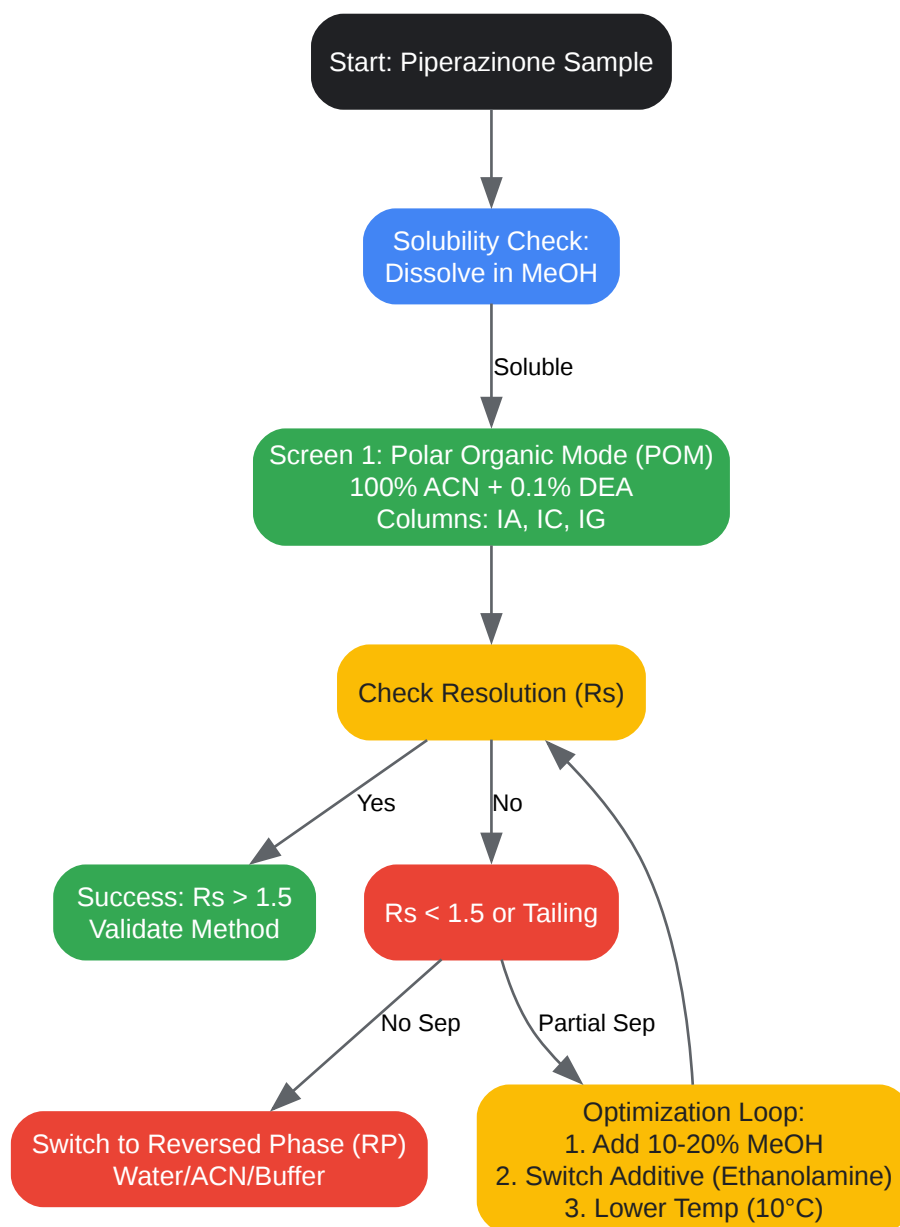 Start: Piperazinone Sample
Solubility Check:
Dissolve in MeOH
Soluble
Screen 1: Polar Organic Mode (POM)
100% ACN + 0.1% DEA
Columns: IA, IC, IG
Check Resolution (Rs)
Yes
No
Success: Rs > 1.5
Validate Method
Rs < 1.5 or Tailing
No Sep
Partial Sep
Switch to Reversed Phase (RP)
Water/ACN/Buffer
Optimization Loop:
1. Add 10-20% MeOH
2. Switch Additive (Ethanolamine)
3. Lower Temp (10°C)